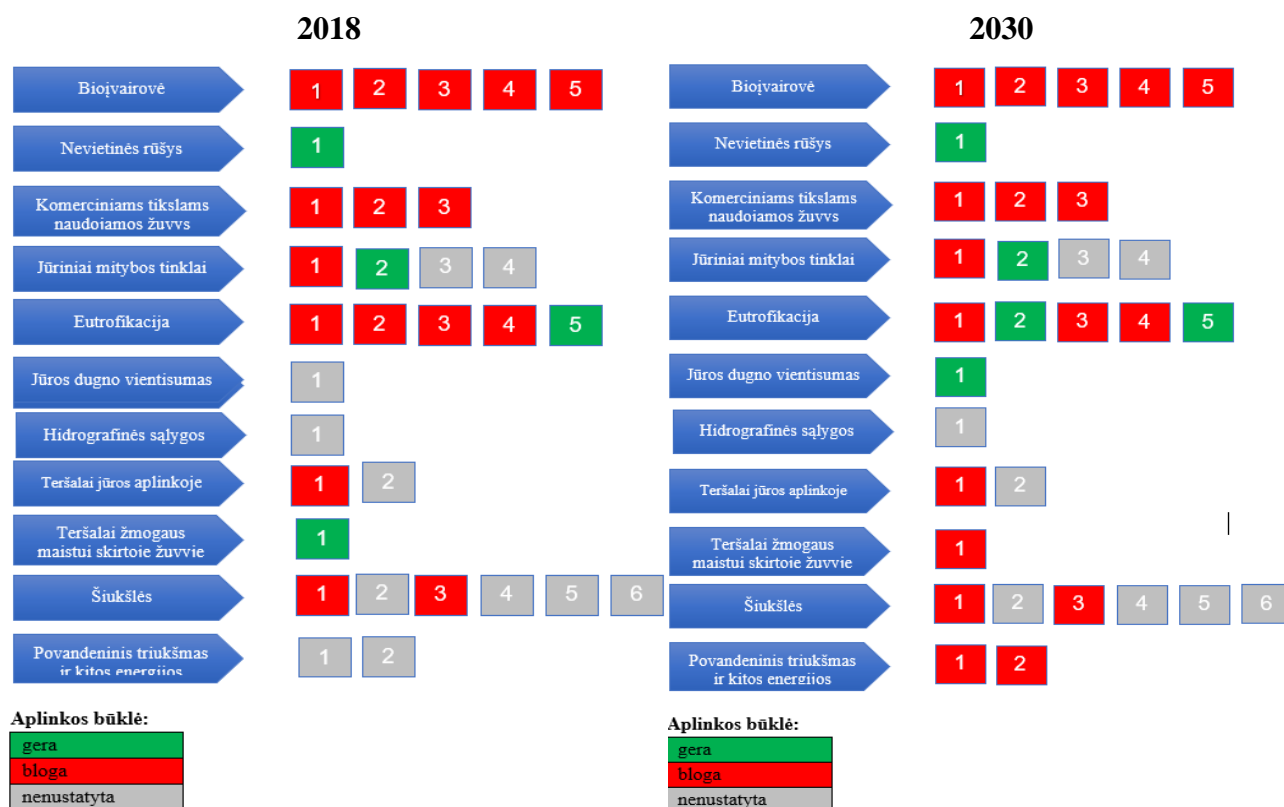 2018
Bioįvairovė
1 2 3 4 5
Nevietinės rūšys
1
Komerciniams tikslams
naudojamos žuvys
1 2 3
Jūriniai mitybos tinklai
1 2 3 4
Eutrofikacija
1 2 3 4 5
Jūros dugno vientisumas
1
Hidrografinės sąlygos
1
Teršalai jūros aplinkoje
1 2
Teršalai žmogaus
maistui skirtoje žuvyje
1
Šiukšlės
1 2 3 4 5 6
Povandeninis triukšmas
ir kitos energijos
1 2
Aplinkos būklė:
gera
bloga
nenustatyta
2030
Bioįvairovė
1 2 3 4 5
Nevietinės rūšys
1
Komerciniams tikslams
naudojamos žuvys
1 2 3
Jūriniai mitybos tinklai
1 2 3 4
Eutrofikacija
1 2 3 4 5
Jūros dugno vientisumas
1
Hidrografinės sąlygos
1
Teršalai jūros aplinkoje
1 2
Teršalai žmogaus
maistui skirtoje žuvyje
1
Šiukšlės
1 2 3 4 5 6
Povandeninis triukšmas
ir kitos energijos
1 2
Aplinkos būklė:
gera
bloga
nenustatyta